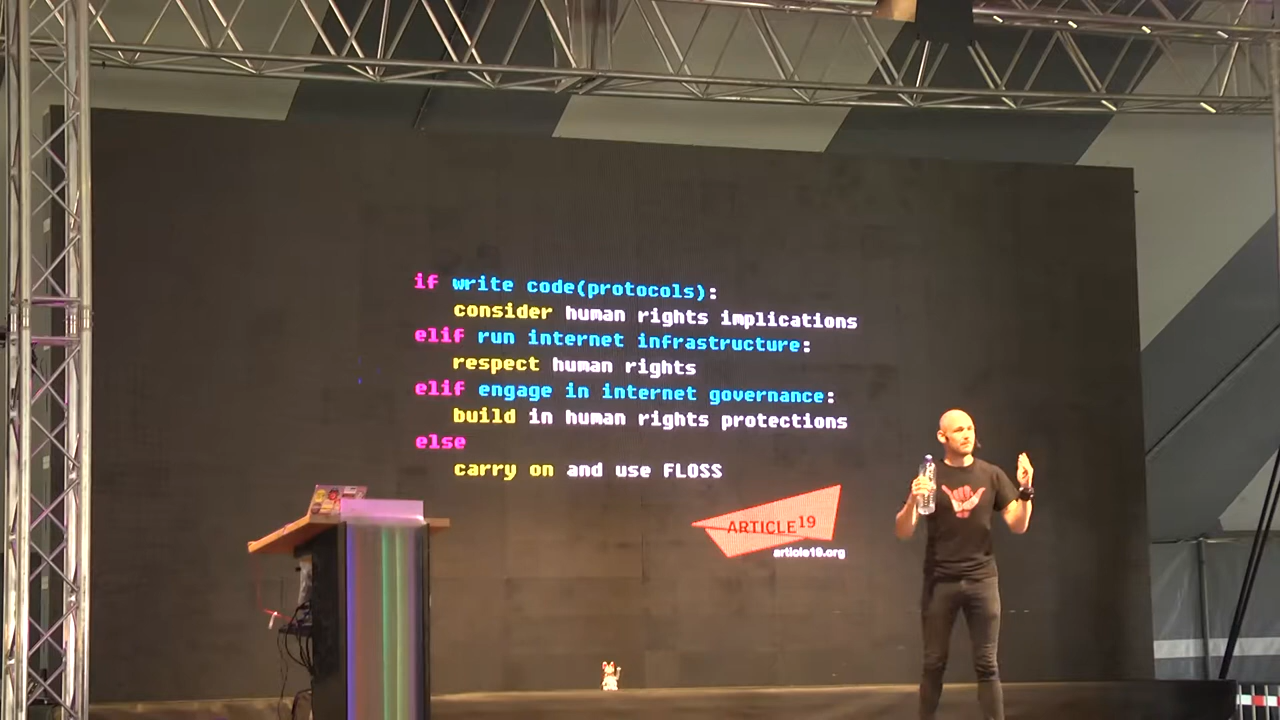 if write code(protocols):
consider human rights implications
elif run internet infrastructure:
respect human rights
elif engage in internet governance:
build in human rights protections
else
carry on and use FLOSS
ARTICLE19
article19.org